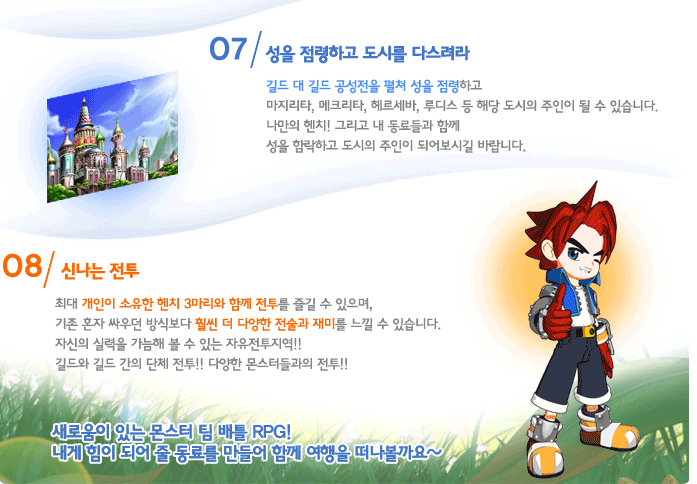 07/ 성을 점령하고 도시를 다스려라
길드 대 길드 공성전을 펼쳐 성을 점령하고
마지리타, 메크리타, 헤르세바, 루디스 등 해당 도시의 주인이 될 수 있습니다.
나만의 헨치! 그리고 내 동료들과 함께
성을 함락하고 도시의 주인이 되어보시길 바랍니다.
08/ 신나는 전투
최대 개인이 소유한 헨치 3마리와 함께 전투를 즐길 수 있으며,
기존 혼자 싸우던 방식보다 훨씬 더 다양한 전술과 재미를 느낄 수 있습니다.
자신의 실력을 가늠해 볼 수 있는 자유전투지역!!
길드와 길드 간의 단체 전투!! 다양한 몬스터들과의 전투!!
새로움이 있는 몬스터 팀 배틀 RPG!
내게 힘이 되어 줄 동료를 만들어 함께 여행을 떠나볼까요~